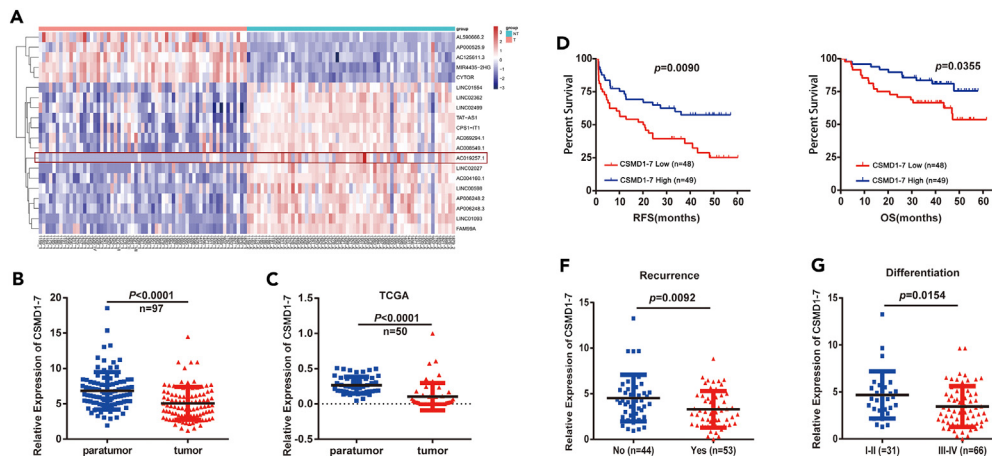 A
group
group
NT
T
3
2
1
0
-1
-2
-3
AP000525.9
AC125611.3
MIR4435-2HG
CYTOR
LINC01554
LINC02362
LINC02499
TAT-AS1
CPS1-IT1
AC069294.1
AC008549.1
AC019257.1
LINC02027
AC004160.1
AP006248.2
AP006248.3
LINC01093
FAM99A
B
P<0.0001
n=97
Relative Expression of CSMD1-7
20
15
10
5
0
paratumor
tumor
C
TCGA
P<0.0001
n=50
Relative Expression of CSMD1-7
1.5
1.0
0.5
0.0
-0.5
paratumor
tumor
D
p=0.0090
Percent Survival
100
75
50
25
0
CSMD1-7 Low (n=48)
CSMD1-7 High (n=49)
0 10 20 30 40 50 60
RFS(months)
p=0.0355
Percent Survival
100
75
50
25
0
CSMD1-7 Low (n=48)
CSMD1-7 High (n=49)
0 10 20 30 40 50 60
OS(months)
F
Recurrence
p=0.0092
Relative Expression of CSMD1-7
15
10
5
0
No (n=44)
Yes (n=53)
G
Differentiation
p=0.0154
Relative Expression of CSMD1-7
15
10
5
0
I-II (n=31)
III-IV (n=66)